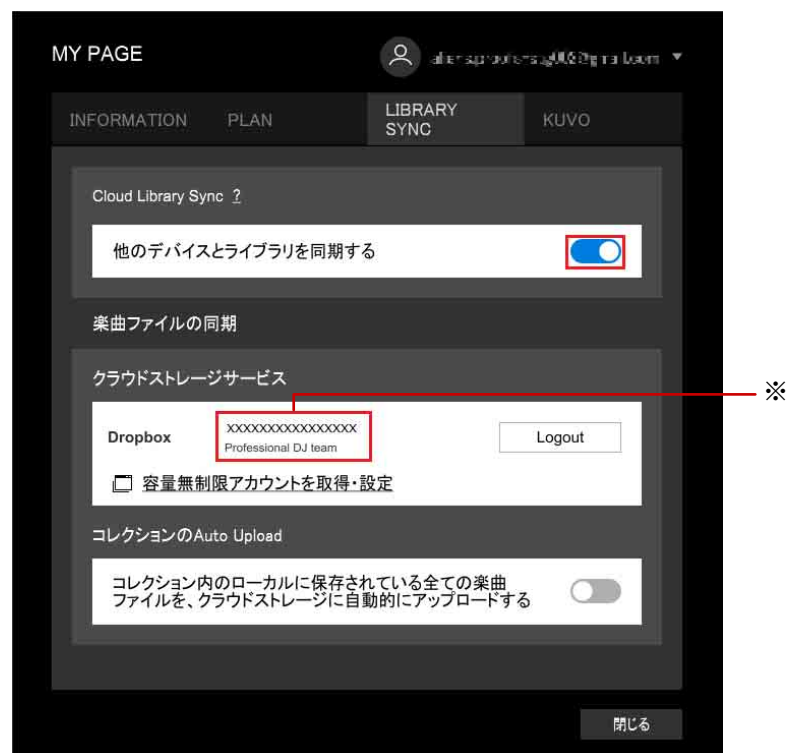 MY PAGE
INFORMATION
PLAN
LIBRARY
SYNC
KUVO
Cloud Library Sync ?
他のデバイスとライブラリを同期する
楽曲ファイルの同期
クラウドストレージサービス
※
Dropbox
xxxxxxxxxxxxxxxx
Professional DJ team
Logout
容量無制限アカウントを取得・設定
コレクションのAuto Upload
コレクション内のローカルに保存されている全ての楽曲
ファイルを、クラウドストレージに自動的にアップロードする
閉じる